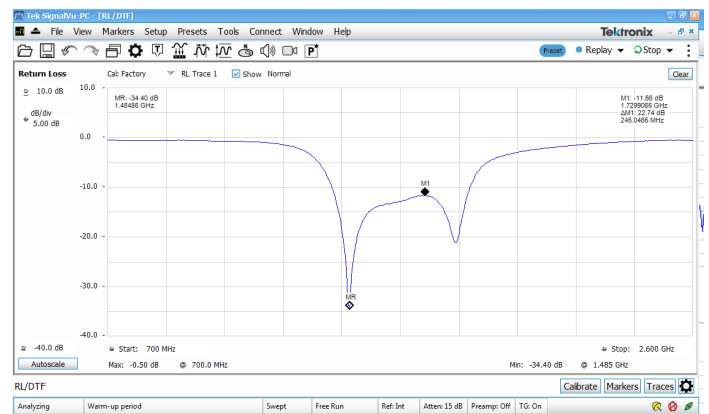 Tek SignalVu-PC - [RL/DTF]
File View Markers Setup Presets Tools Connect Window Help
Tektronix
Preset Replay Stop
Return Loss
Cal: Factory RL Trace 1 Show Normal
Clear
10.0 dB
dB/div
5.00 dB
10.0
0.0
-10.0
-20.0
-30.0
-40.0
MR: -34.40 dB
1.48486 GHz
M1: -11.66 dB
1.7299065 GHz
ΔM1: 22.74 dB
245.0465 MHz
M1
MR
-40.0 dB
Start: 700 MHz
Stop: 2.600 GHz
Autoscale
Max: -0.50 dB @ 700.0 MHz
Min: -34.40 dB @ 1.485 GHz
RL/DTF
Calibrate Markers Traces
Analyzing Warm-up period Swept Free Run Ref: Int Atten: 15 dB Preamp: Off TG: On